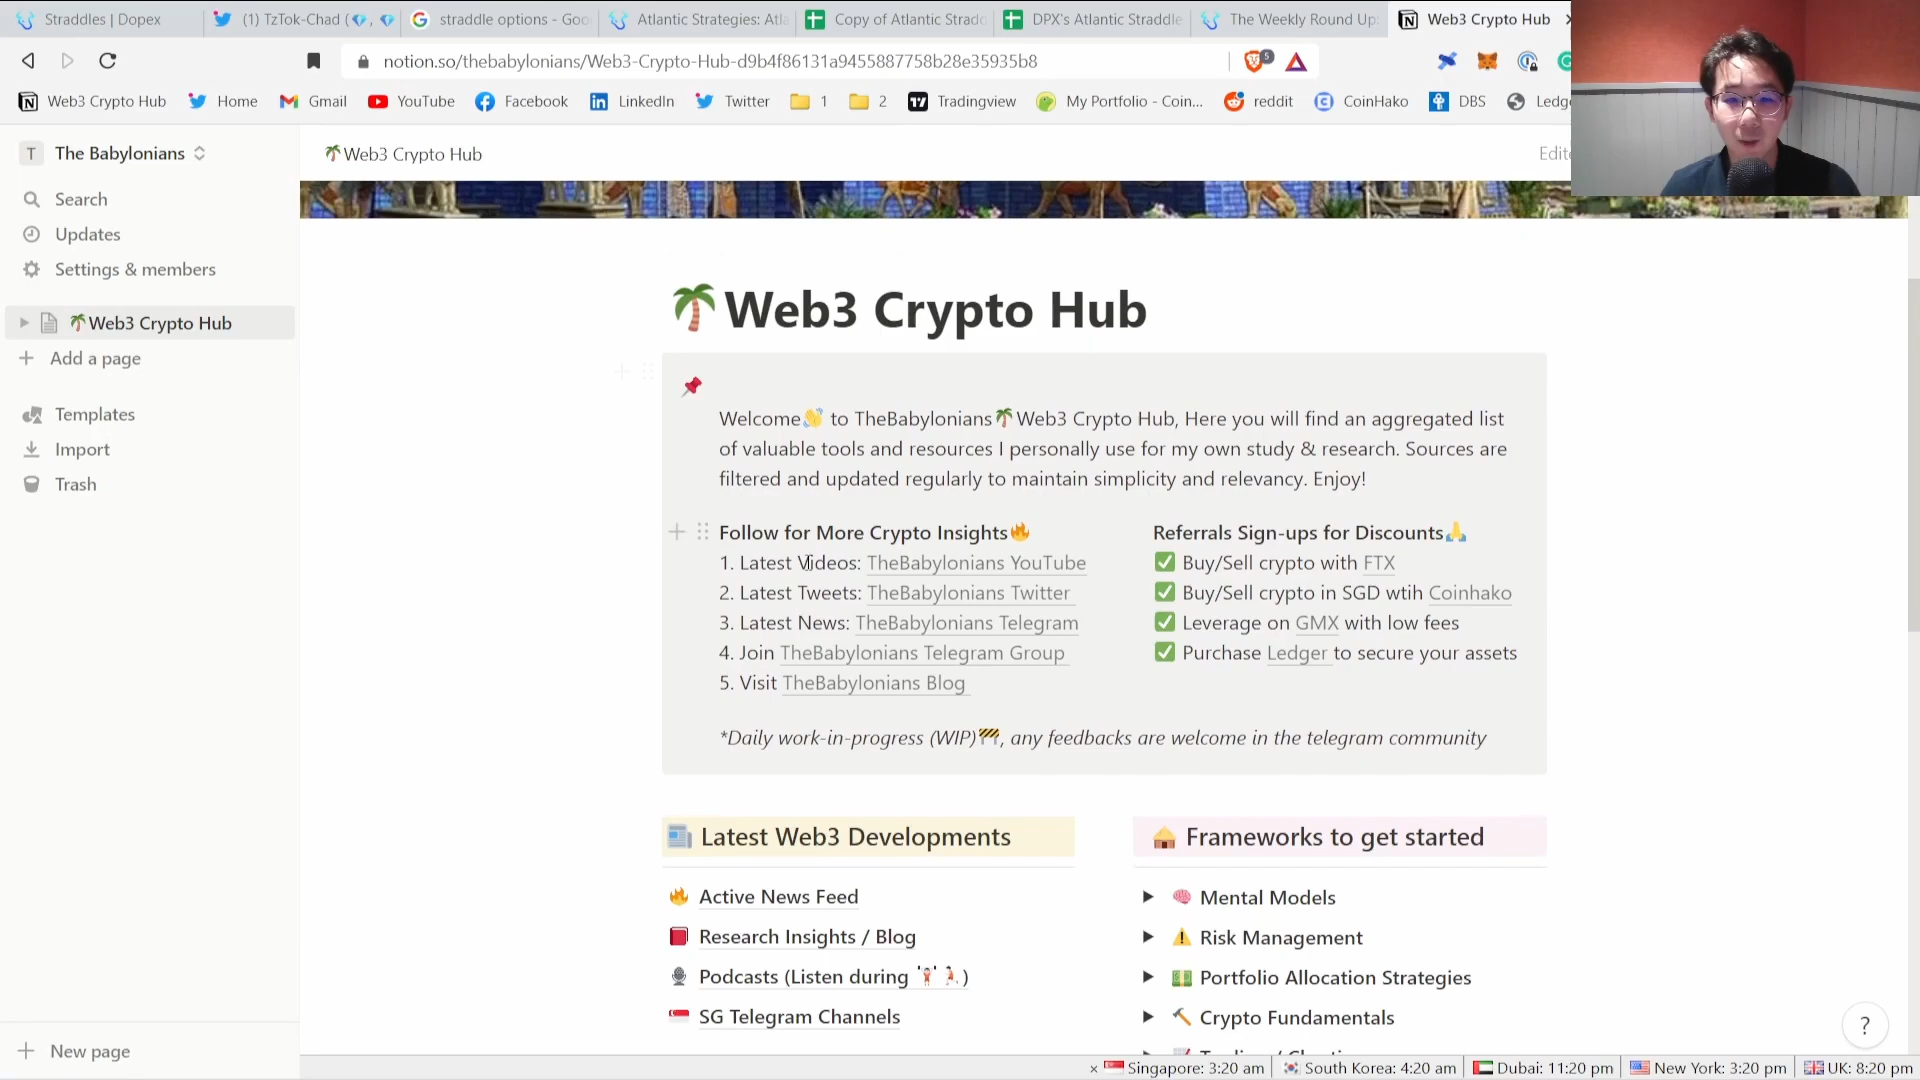 Straddles | Dopex
(1) TzTok-Chad (
straddle options - Goo
Atlantic Strategies: Atla
Copy of Atlantic Stradd
DPX's Atlantic Straddle
The Weekly Round Up:
Web3 Crypto Hub
notion.so/thebabylonians/Web3-Crypto-Hub-d9b4f86131a9455887758b28e35935b8
5
Web3 Crypto Hub
Home
Gmail
YouTube
Facebook
LinkedIn
Twitter
1
2
Tradingview
My Portfolio - Coin...
reddit
CoinHako
DBS
Ledg
T
The Babylonians
Search
Updates
Settings & members
🌴Web3 Crypto Hub
Add a page
Templates
Import
Trash
New page
🌴Web3 Crypto Hub
Edite
🌴Web3 Crypto Hub
📌
Welcome👋 to TheBabylonians🌴Web3 Crypto Hub, Here you will find an aggregated list
of valuable tools and resources I personally use for my own study & research. Sources are
filtered and updated regularly to maintain simplicity and relevancy. Enjoy!
Follow for More Crypto Insights🔥
1. Latest Videos: TheBabylonians YouTube
2. Latest Tweets: TheBabylonians Twitter
3. Latest News: TheBabylonians Telegram
4. Join TheBabylonians Telegram Group
5. Visit TheBabylonians Blog
Referrals Sign-ups for Discounts🙏
✅ Buy/Sell crypto with FTX
✅ Buy/Sell crypto in SGD wtih Coinhako
✅ Leverage on GMX with low fees
✅ Purchase Ledger to secure your assets
*Daily work-in-progress (WIP)🚧, any feedbacks are welcome in the telegram community
📰 Latest Web3 Developments
🔥 Active News Feed
📕 Research Insights / Blog
🎙 Podcasts (Listen during 🏋🏃)
🇸🇬 SG Telegram Channels
🛖 Frameworks to get started
🧠 Mental Models
⚠️ Risk Management
💵 Portfolio Allocation Strategies
🔨 Crypto Fundamentals
?
× Singapore: 3:20 am
South Korea: 4:20 am
Dubai: 11:20 pm
New York: 3:20 pm
UK: 8:20 pm